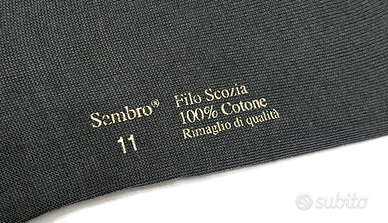 Sembro®
11
Filo Scozia
100% Cotone
Rimaglio di qualità
subito